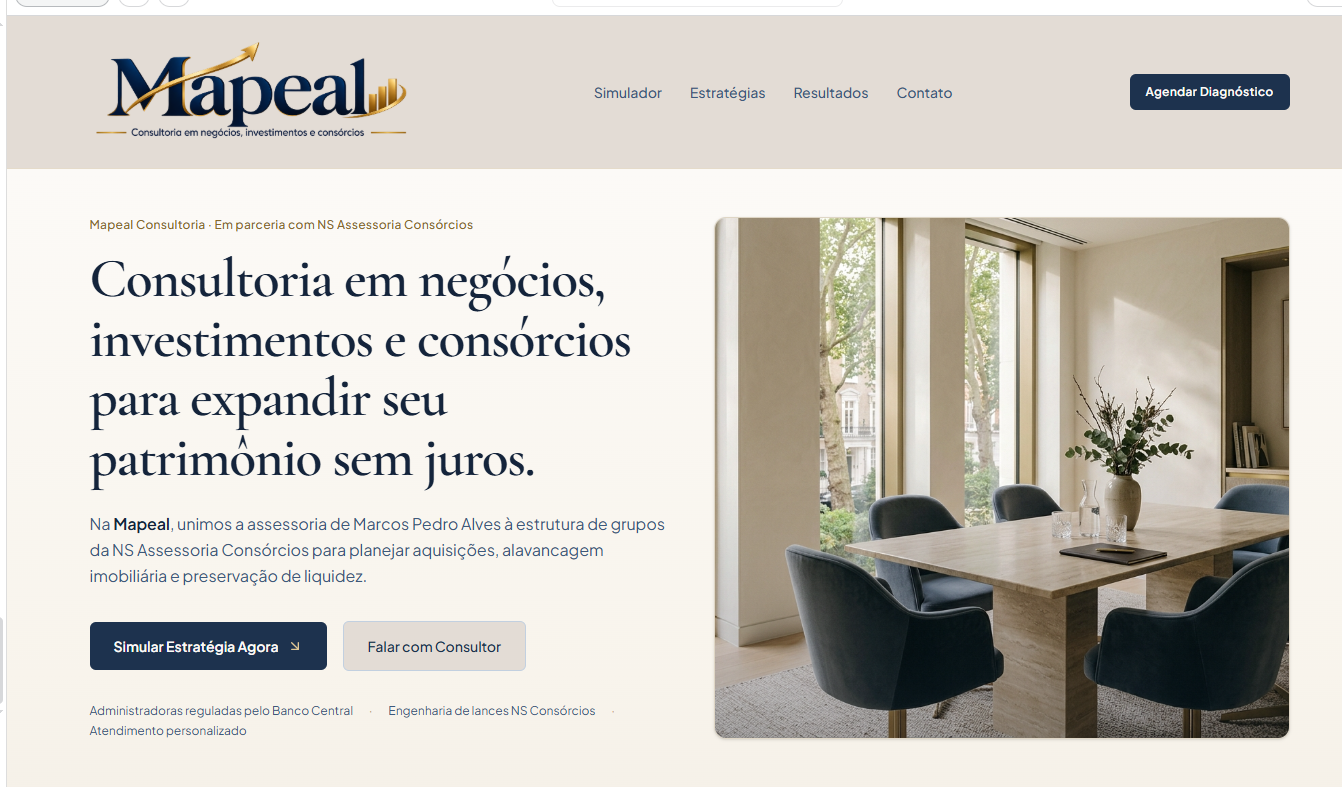 Mapeal
Consultoria em negócios, investimentos e consórcios
Simulador
Estratégias
Resultados
Contato
Agendar Diagnóstico
Mapeal Consultoria · Em parceria com NS Assessoria Consórcios
Consultoria em negócios,
investimentos e consórcios
para expandir seu
patrimônio sem juros.
Na Mapeal, unimos a assessoria de Marcos Pedro Alves à estrutura de grupos
da NS Assessoria Consórcios para planejar aquisições, alavancagem
imobiliária e preservação de liquidez.
Simular Estratégia Agora
Falar com Consultor
Administradoras reguladas pelo Banco Central · Engenharia de lances NS Consórcios ·
Atendimento personalizado